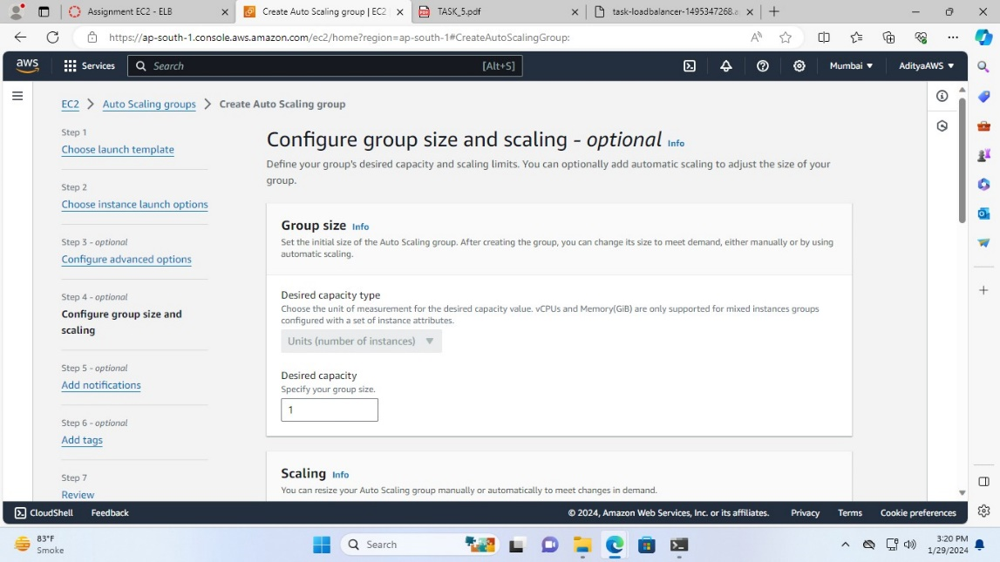 Assignment EC2 - ELB
Create Auto Scaling group | EC2
TASK_5.pdf
task-loadbalancer-1495347268.a
https://ap-south-1.console.aws.amazon.com/ec2/home?region=ap-south-1#CreateAutoScalingGroup:
aws
Services
Search
[Alt+S]
Mumbai
AdityaAWS
EC2
Auto Scaling groups
Create Auto Scaling group
Step 1
Choose launch template
Step 2
Choose instance launch options
Step 3 - optional
Configure advanced options
Step 4 - optional
Configure group size and
scaling
Step 5 - optional
Add notifications
Step 6 - optional
Add tags
Step 7
Review
Configure group size and scaling - optional Info
Define your group's desired capacity and scaling limits. You can optionally add automatic scaling to adjust the size of your
group.
Group size Info
Set the initial size of the Auto Scaling group. After creating the group, you can change its size to meet demand, either manually or by using
automatic scaling.
Desired capacity type
Choose the unit of measurement for the desired capacity value. vCPUs and Memory(GiB) are only supported for mixed instances groups
configured with a set of instance attributes.
Units (number of instances)
Desired capacity
Specify your group size.
1
Scaling Info
You can resize your Auto Scaling group manually or automatically to meet changes in demand.
CloudShell
Feedback
© 2024, Amazon Web Services, Inc. or its affiliates.
Privacy
Terms
Cookie preferences
83°F
Smoke
Search
3:20 PM
1/29/2024